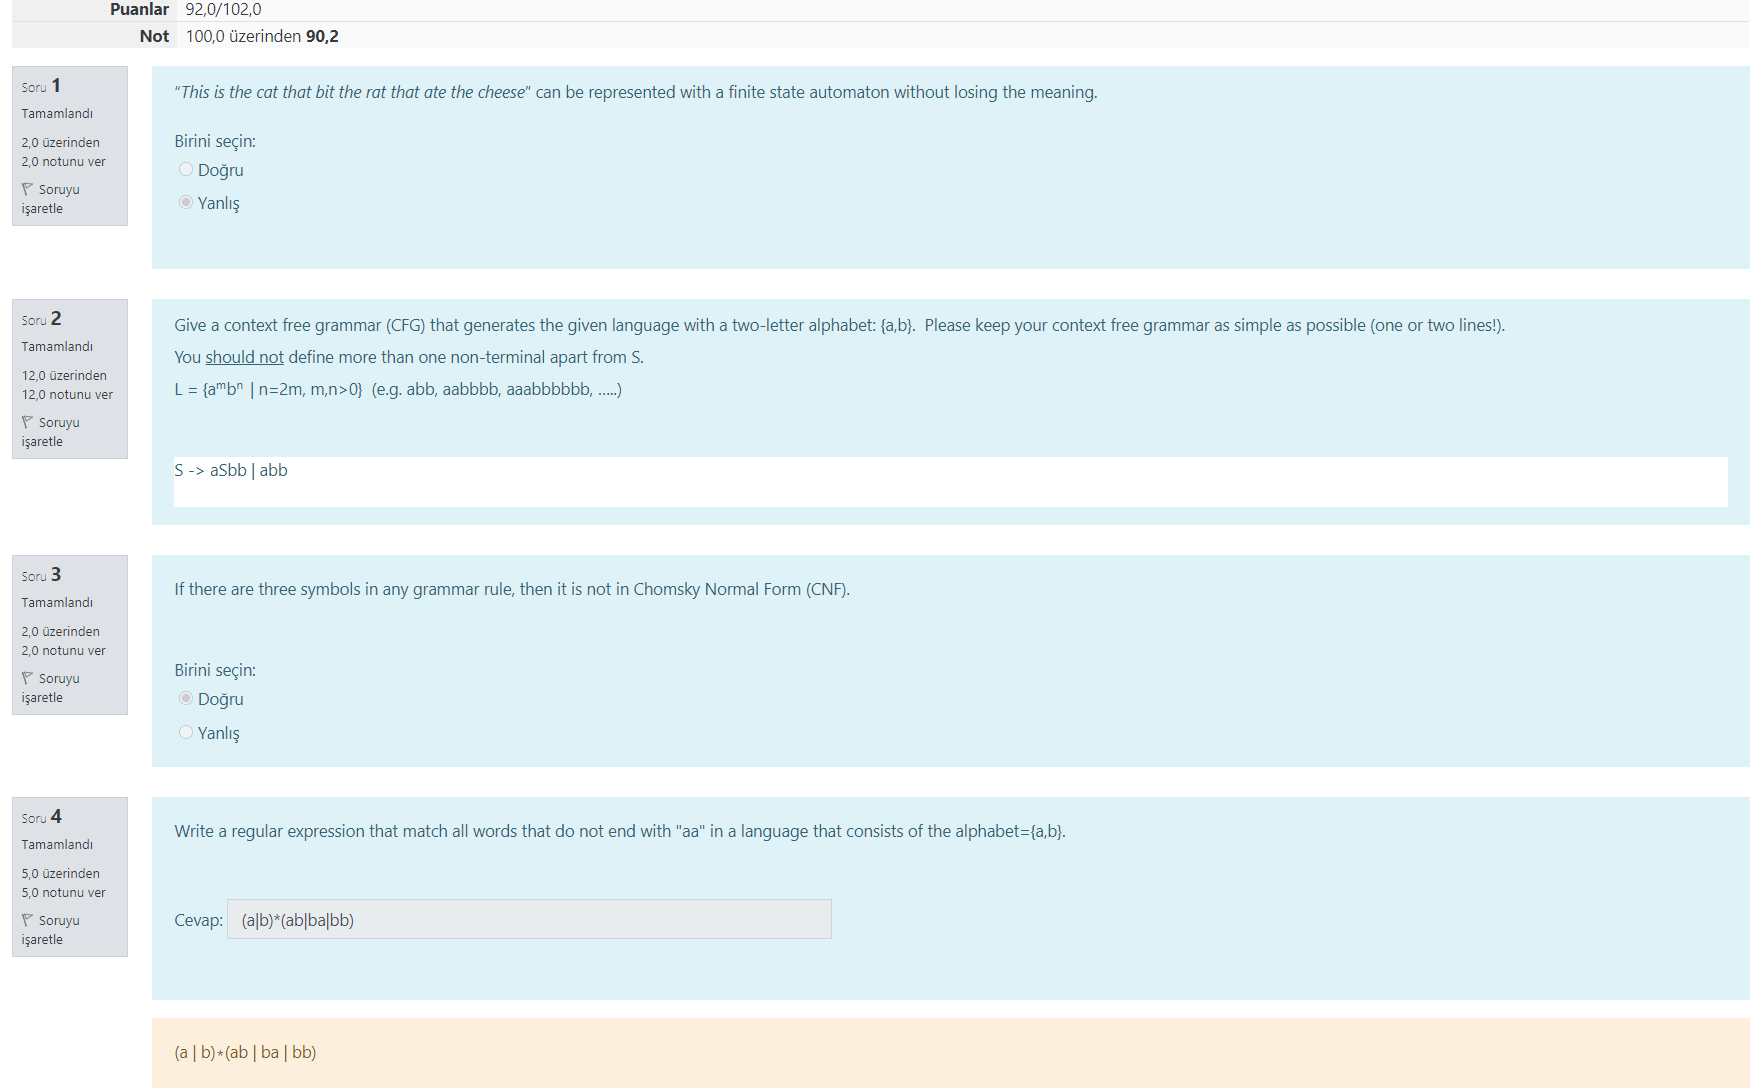 Puanlar 92,0/102,0
Not 100,0 üzerinden 90,2
Soru 1
Tamamlandı
2,0 üzerinden
2,0 notunu ver
Soruyu
işaretle
"This is the cat that bit the rat that ate the cheese" can be represented with a finite state automaton without losing the meaning.
Birini seçin:
Doğru
Yanlış
Soru 2
Tamamlandı
12,0 üzerinden
12,0 notunu ver
Soruyu
işaretle
Give a context free grammar (CFG) that generates the given language with a two-letter alphabet: {a,b}.  Please keep your context free grammar as simple as possible (one or two lines!).
You should not define more than one non-terminal apart from S.
L = {aᵐbⁿ | n=2m, m,n>0}  (e.g. abb, aabbbb, aaabbbbbb, .....)
S -> aSbb | abb
Soru 3
Tamamlandı
2,0 üzerinden
2,0 notunu ver
Soruyu
işaretle
If there are three symbols in any grammar rule, then it is not in Chomsky Normal Form (CNF).
Birini seçin:
Doğru
Yanlış
Soru 4
Tamamlandı
5,0 üzerinden
5,0 notunu ver
Soruyu
işaretle
Write a regular expression that match all words that do not end with "aa" in a language that consists of the alphabet={a,b}.
Cevap: (a|b)*(ab|ba|bb)
(a | b)∗(ab | ba | bb)